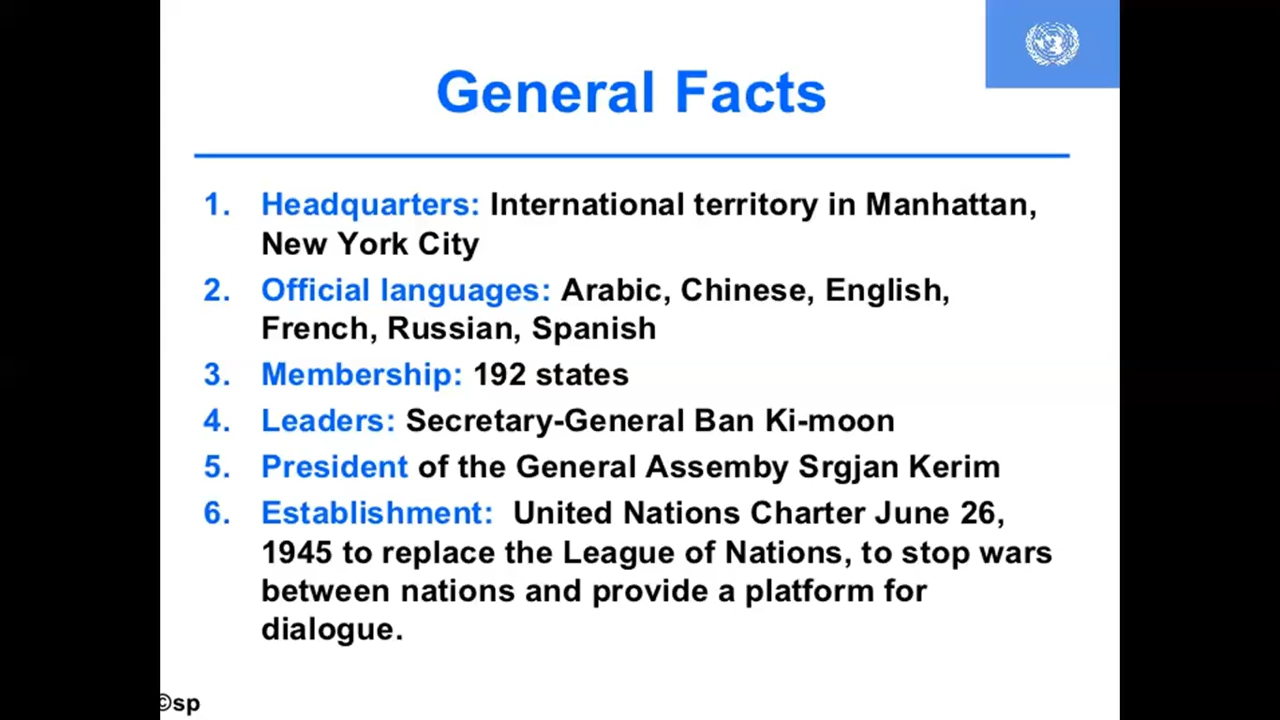 General Facts
1. Headquarters: International territory in Manhattan,
New York City
2. Official languages: Arabic, Chinese, English,
French, Russian, Spanish
3. Membership: 192 states
4. Leaders: Secretary-General Ban Ki-moon
5. President of the General Assemby Srgjan Kerim
6. Establishment: United Nations Charter June 26,
1945 to replace the League of Nations, to stop wars
between nations and provide a platform for
dialogue.
©sp